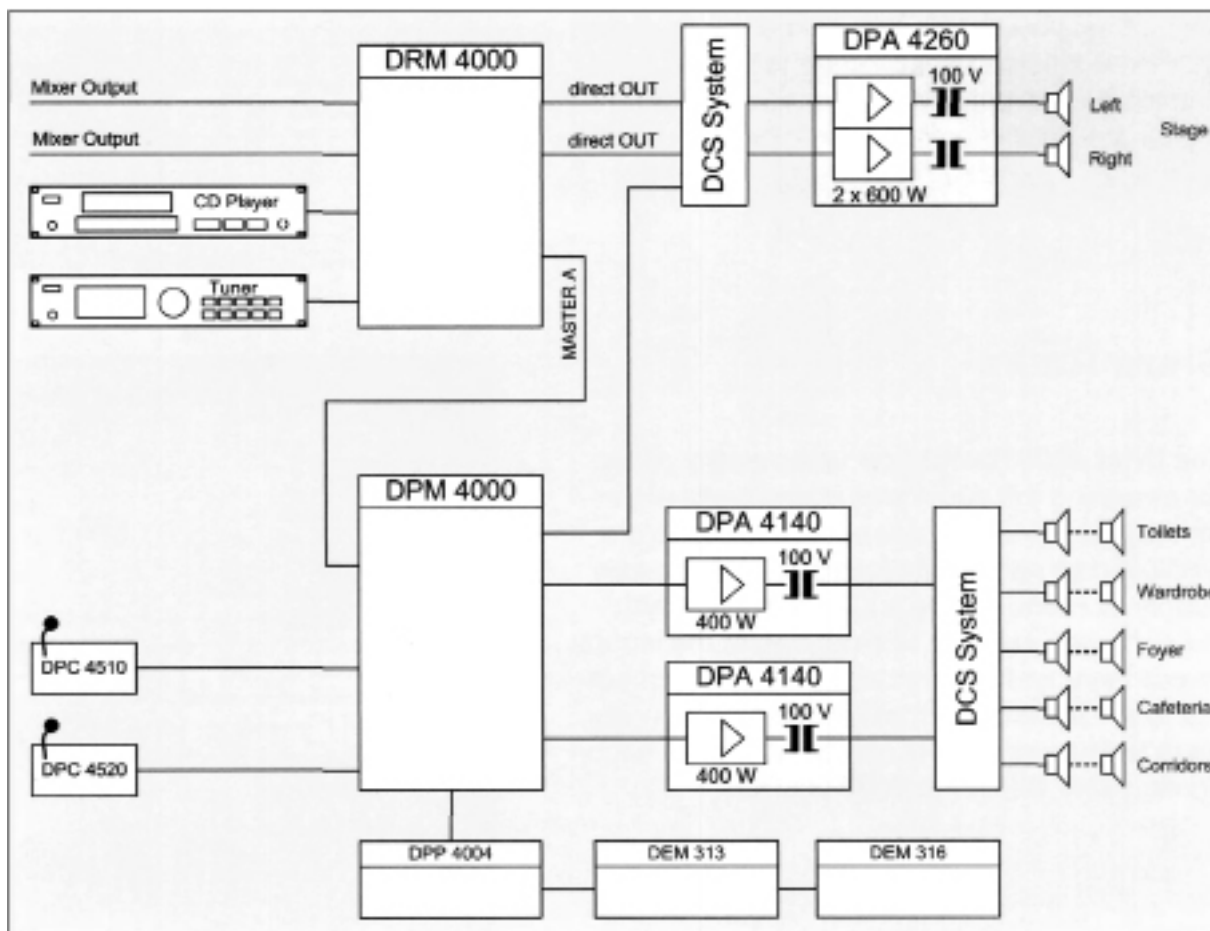 DRM 4000
DPA 4260
Mixer Output
direct OUT
100 V
Left
Stage
DCS System
Mixer Output
direct OUT
Right
2 x 600 W
CD Player
Tuner
MASTER A
DPM 4000
DPA 4140
100 V
400 W
Toilets
Wardrobe
DPC 4510
DPA 4140
100 V
400 W
DCS System
Foyer
Cafeteria
DPC 4520
Corridors
DPP 4004
DEM 313
DEM 316